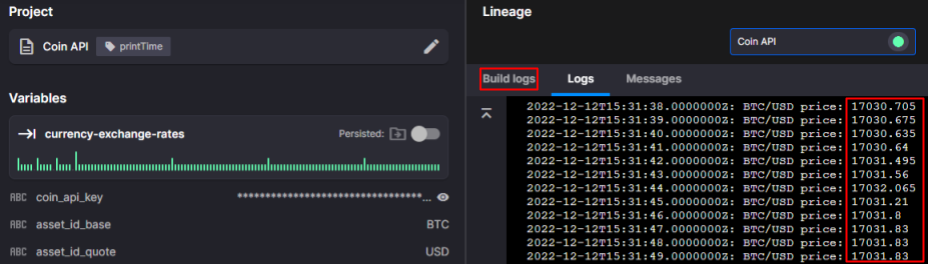 Project
Coin API printTime
Variables
currency-exchange-rates Persisted:
ABC coin_api_key ************************************... 
ABC asset_id_base BTC
ABC asset_id_quote USD
Lineage
Coin API
Build logs Logs Messages
2022-12-12T15:31:38.0000000Z: BTC/USD price: 17030.705
2022-12-12T15:31:39.0000000Z: BTC/USD price: 17030.675
2022-12-12T15:31:40.0000000Z: BTC/USD price: 17030.635
2022-12-12T15:31:41.0000000Z: BTC/USD price: 17030.64
2022-12-12T15:31:42.0000000Z: BTC/USD price: 17031.495
2022-12-12T15:31:43.0000000Z: BTC/USD price: 17031.56
2022-12-12T15:31:44.0000000Z: BTC/USD price: 17032.065
2022-12-12T15:31:45.0000000Z: BTC/USD price: 17031.21
2022-12-12T15:31:46.0000000Z: BTC/USD price: 17031.8
2022-12-12T15:31:47.0000000Z: BTC/USD price: 17031.83
2022-12-12T15:31:48.0000000Z: BTC/USD price: 17031.83
2022-12-12T15:31:49.0000000Z: BTC/USD price: 17031.83